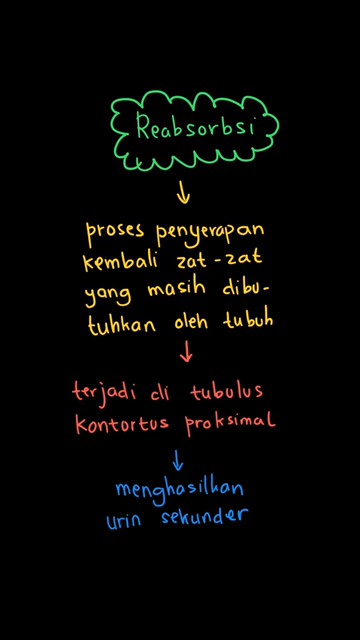 Reabsorbsi
proses penyerapan
kembali zat-zat
yang masih dibu-
tuhkan oleh tubuh
terjadi di tubulus
kontortus proksimal
menghasilkan
urin sekunder